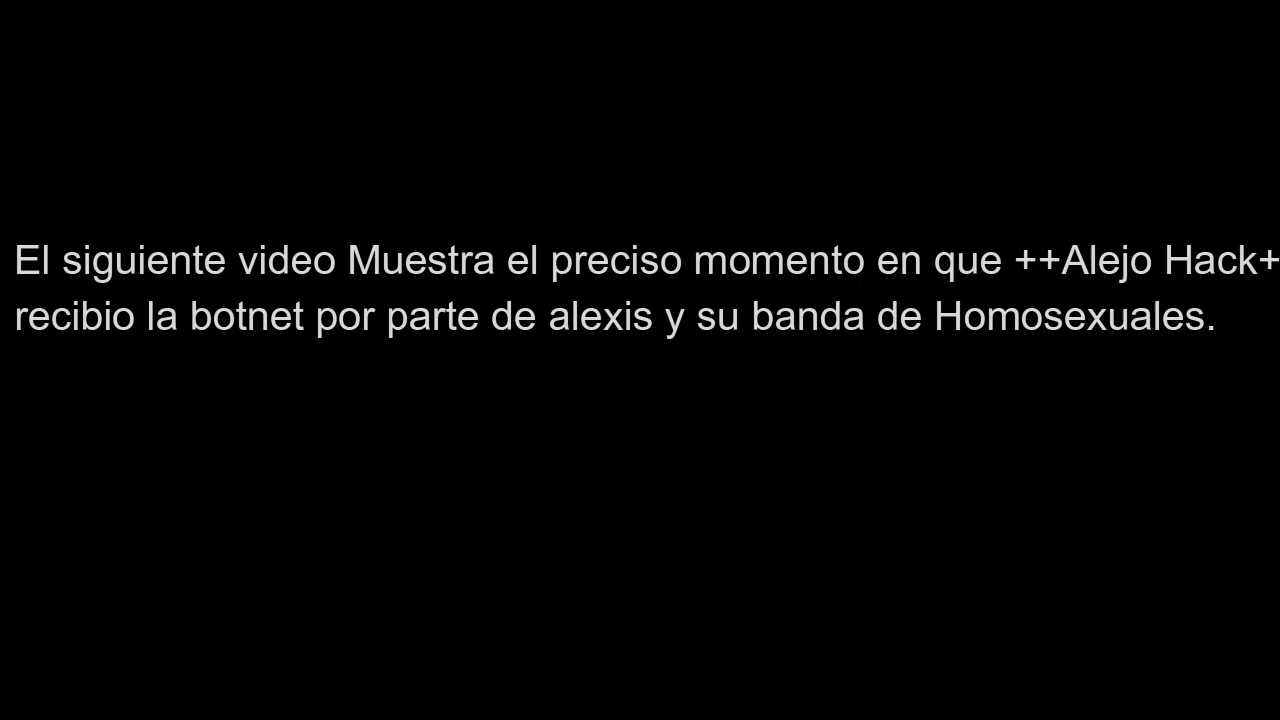 El siguiente video Muestra el preciso momento en que ++Alejo Hack+
recibio la botnet por parte de alexis y su banda de Homosexuales.